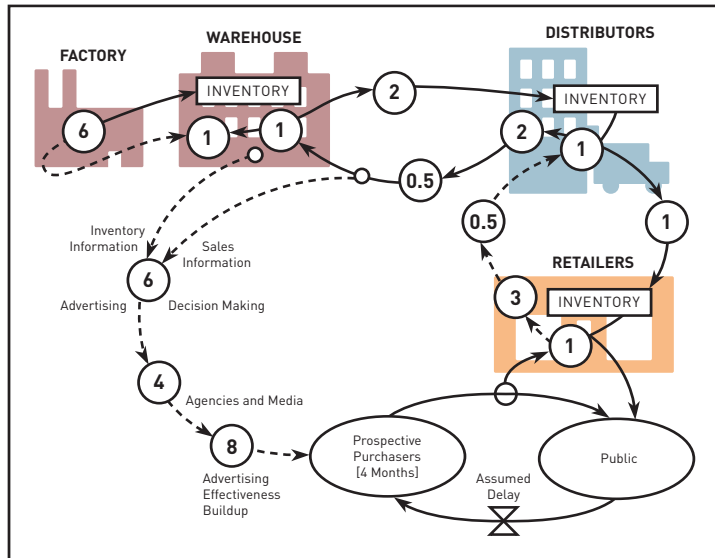 FACTORY
WAREHOUSE
DISTRIBUTORS
INVENTORY
INVENTORY
6
1
1
2
2
1
0.5
0.5
1
RETAILERS
INVENTORY
3
1
Inventory
Information
Sales
Information
6
Advertising
Decision Making
4
Agencies and Media
8
Advertising
Effectiveness
Buildup
Prospective
Purchasers
[4 Months]
Assumed
Delay
Public